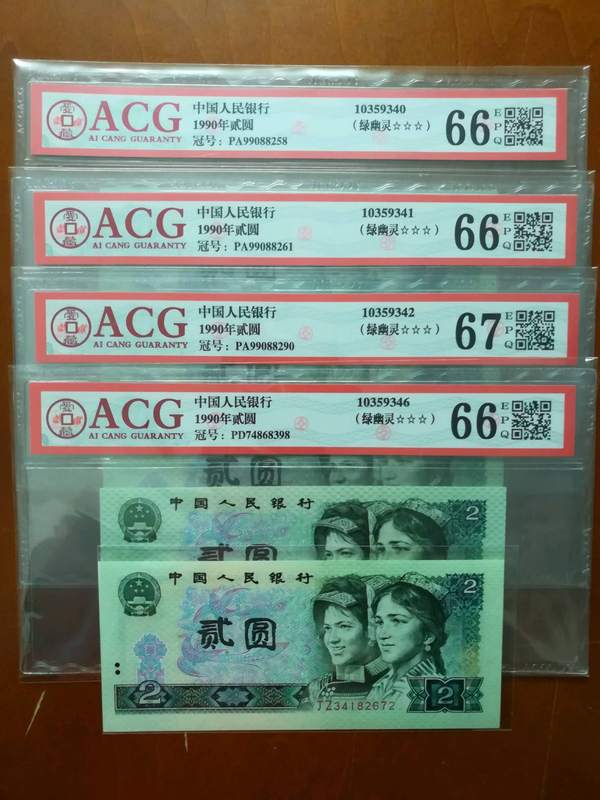 ACG
AI CANG GUARANTY
中国人民银行
1990年贰圆
冠号: PA99088258
10359340
(绿幽灵☆☆☆)
66
EPQ
ACG
AI CANG GUARANTY
中国人民银行
1990年贰圆
冠号: PA99088261
10359341
(绿幽灵☆☆☆)
66
EPQ
ACG
AI CANG GUARANTY
中国人民银行
1990年贰圆
冠号: PA99088290
10359342
(绿幽灵☆☆☆)
67
EPQ
ACG
AI CANG GUARANTY
中国人民银行
1990年贰圆
冠号: PD74868398
10359346
(绿幽灵☆☆☆)
66
EPQ
贰圆
中国人民银行
2
贰圆
中国人民银行
2
贰圆
2
2
JZ34182672